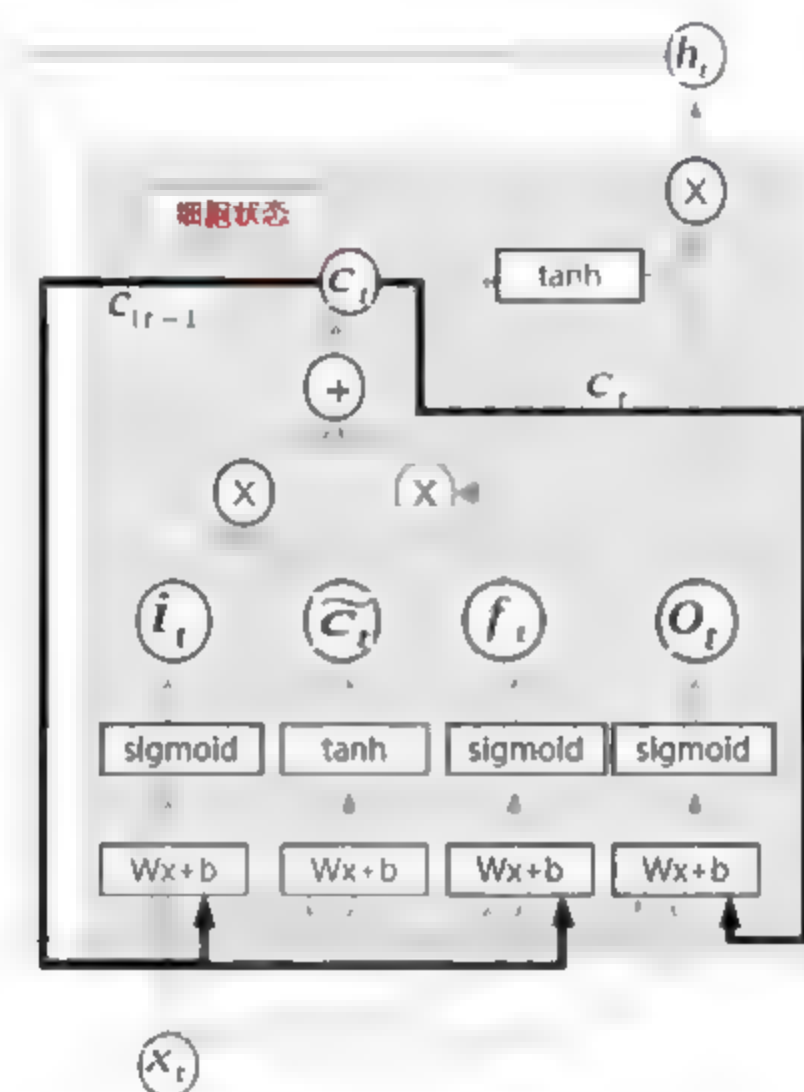 h_t
X
细胞状态
C_t tanh
C_{t-1}
+
C_t
X X
i_t c̃_t f_t o_t
sigmoid tanh sigmoid sigmoid
Wx+b Wx+b Wx+b Wx+b
x_t